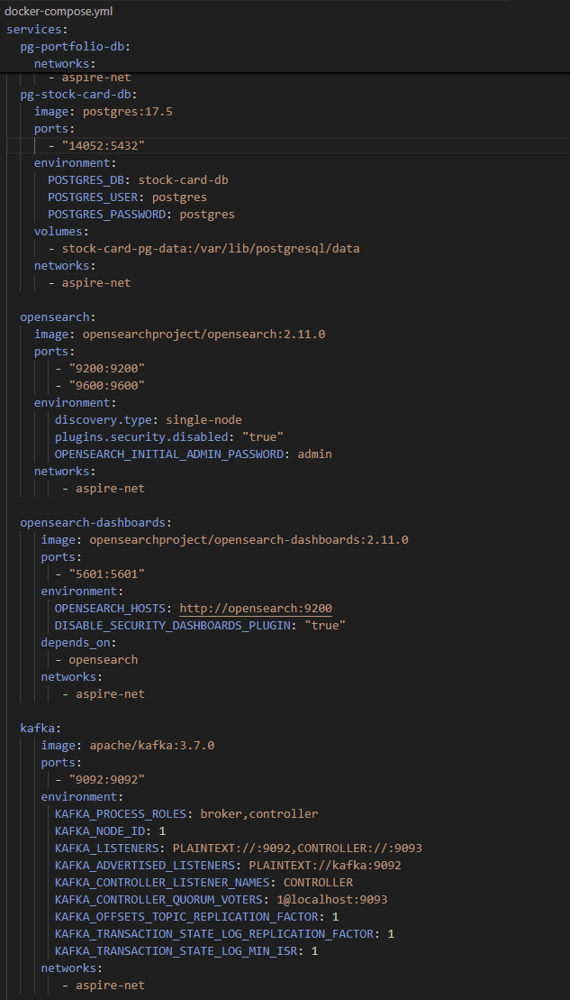 docker-compose.yml
services:
  pg-portfolio-db:
    networks:
      - aspire-net
  pg-stock-card-db:
    image: postgres:17.5
    ports:
      - "14052:5432"
    environment:
      POSTGRES_DB: stock-card-db
      POSTGRES_USER: postgres
      POSTGRES_PASSWORD: postgres
    volumes:
      - stock-card-pg-data:/var/lib/postgresql/data
    networks:
      - aspire-net
  opensearch:
    image: opensearchproject/opensearch:2.11.0
    ports:
       - "9200:9200"
       - "9600:9600"
    environment:
       discovery.type: single-node
       plugins.security.disabled: "true"
       OPENSEARCH_INITIAL_ADMIN_PASSWORD: admin
    networks:
        - aspire-net
  opensearch-dashboards:
     image: opensearchproject/opensearch-dashboards:2.11.0
     ports:
       - "5601:5601"
     environment:
       OPENSEARCH_HOSTS: http://opensearch:9200
       DISABLE_SECURITY_DASHBOARDS_PLUGIN: "true"
     depends_on:
       - opensearch
     networks:
        - aspire-net
  kafka:
     image: apache/kafka:3.7.0
     ports:
       - "9092:9092"
     environment:
       KAFKA_PROCESS_ROLES: broker,controller
       KAFKA_NODE_ID: 1
       KAFKA_LISTENERS: PLAINTEXT://:9092,CONTROLLER://:9093
       KAFKA_ADVERTISED_LISTENERS: PLAINTEXT://kafka:9092
       KAFKA_CONTROLLER_LISTENER_NAMES: CONTROLLER
       KAFKA_CONTROLLER_QUORUM_VOTERS: 1@localhost:9093
       KAFKA_OFFSETS_TOPIC_REPLICATION_FACTOR: 1
       KAFKA_TRANSACTION_STATE_LOG_REPLICATION_FACTOR: 1
       KAFKA_TRANSACTION_STATE_LOG_MIN_ISR: 1
     networks:
        - aspire-net